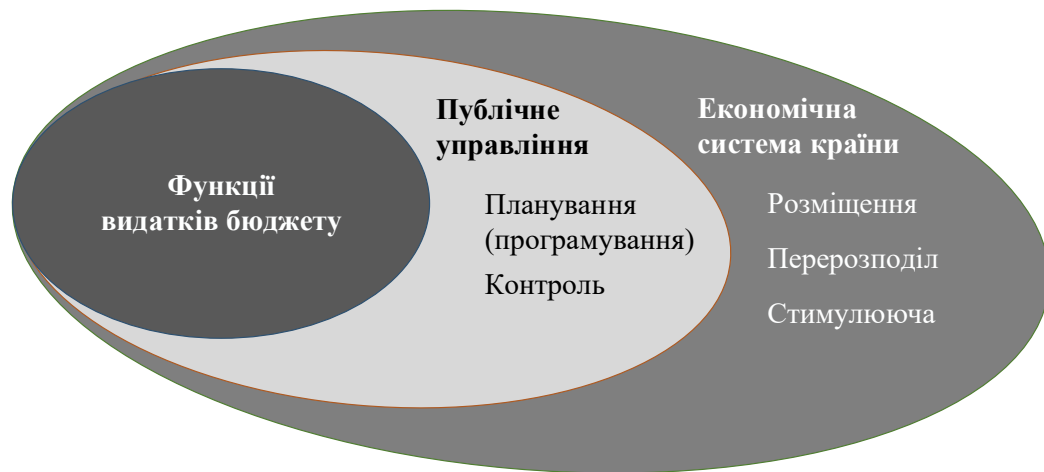 Функції
видатків бюджету
Публічне
управління
Планування
(програмування)
Контроль
Економічна
система країни
Розміщення
Перерозподіл
Стимулююча